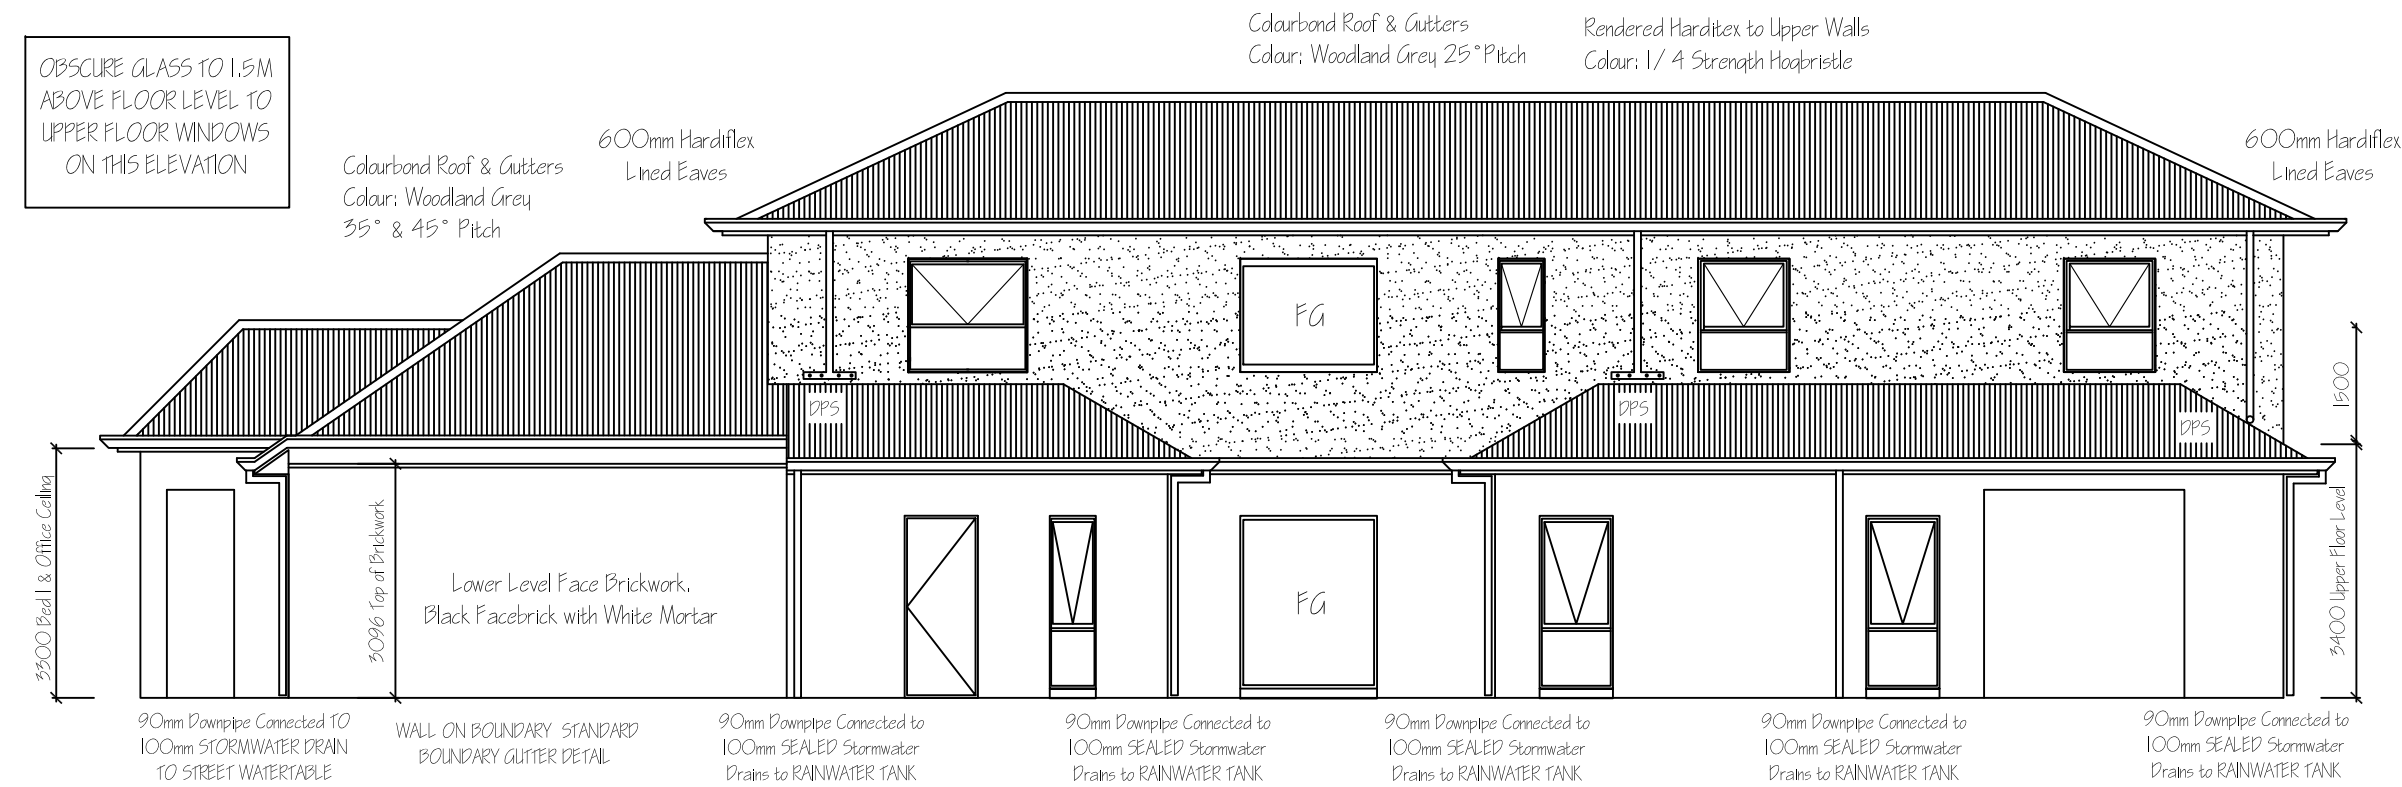 Colourbond Roof & Gutters
Colour: Woodland Grey 25° Pitch
Rendered Harditex to Upper Walls
Colour: 1/ 4 Strength Hogbristle
OBSCURE GLASS TO 1.5M
ABOVE FLOOR LEVEL TO
UPPER FLOOR WINDOWS
ON THIS ELEVATION
600mm Hardiflex
Lined Eaves
600mm Hardiflex
Lined Eaves
Colourbond Roof & Gutters
Colour: Woodland Grey
35° & 45° Pitch
FG
DPS
DPS
DPS
1500
3300 Bed 1 & Office Ceiling
3096 Top of Brickwork
3400 Upper Floor Level
Lower Level Face Brickwork.
Black Facebrick with White Mortar
FG
90mm Downpipe Connected TO
100mm STORMWATER DRAIN
TO STREET WATERTABLE
WALL ON BOUNDARY STANDARD
BOUNDARY GUTTER DETAIL
90mm Downpipe Connected to
100mm SEALED Stormwater
Drains to RAINWATER TANK
90mm Downpipe Connected to
100mm SEALED Stormwater
Drains to RAINWATER TANK
90mm Downpipe Connected to
100mm SEALED Stormwater
Drains to RAINWATER TANK
90mm Downpipe Connected to
100mm SEALED Stormwater
Drains to RAINWATER TANK
90mm Downpipe Connected to
100mm SEALED Stormwater
Drains to RAINWATER TANK